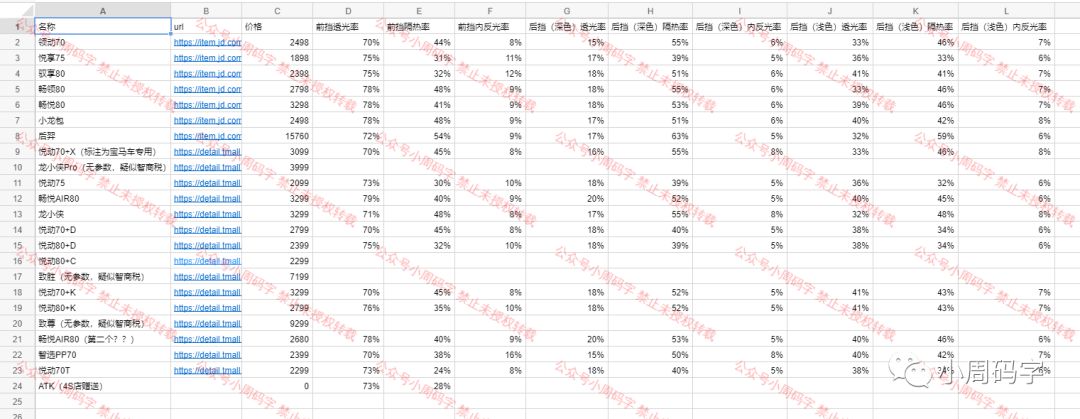 A B C D E F G H I J K L
1 名称 url 价格 前挡透光率 前挡隔热率 前挡内反光率 后挡（深色）透光率 后挡（深色）隔热率 后挡（深色）内反光率 后挡（浅色）透光率 后挡（浅色）隔热率 后挡（浅色）内反光率
2 领动70 https://item.jd.com 2498 70% 44% 8% 15% 55% 6% 33% 46% 7%
3 悦享75 https://item.jd.com 1898 75% 31% 11% 17% 39% 5% 36% 33% 6%
4 驭享80 https://item.jd.com 2398 75% 32% 12% 18% 51% 6% 41% 41% 7%
5 畅领80 https://item.jd.com 2798 78% 48% 9% 18% 55% 6% 33% 46% 7%
6 畅悦80 https://item.jd.com 3298 78% 41% 9% 18% 53% 6% 39% 46% 7%
7 小龙包 https://item.jd.com 2498 78% 48% 9% 17% 51% 6% 40% 42% 8%
8 后羿 https://item.jd.com 15760 72% 54% 9% 17% 63% 5% 32% 59% 6%
9 悦动70+X（标注为宝马车专用） https://detail.tmall 3099 70% 45% 8% 16% 55% 8% 33% 46% 8%
10 龙小侠Pro（无参数，疑似智商税） https://detail.tmall 3999
11 悦动75 https://detail.tmall 2099 73% 30% 10% 18% 39% 5% 36% 32% 6%
12 畅悦AIR80 https://detail.tmall 3299 79% 40% 9% 20% 52% 5% 40% 45% 6%
13 龙小侠 https://detail.tmall 3299 71% 48% 8% 17% 55% 8% 32% 48% 8%
14 悦动70+D https://detail.tmall 2799 70% 45% 8% 18% 40% 5% 38% 34% 6%
15 悦动80+D https://detail.tmall 2399 75% 32% 10% 18% 39% 5% 38% 34% 6%
16 悦动80+C https://detail.tmall 2299
17 致胜（无参数，疑似智商税） https://detail.tmall 7199
18 悦动70+K https://detail.tmall 3299 70% 45% 8% 18% 52% 5% 41% 43% 7%
19 悦动80+K https://detail.tmall 2799 76% 35% 10% 18% 52% 5% 41% 43% 7%
20 致尊（无参数，疑似智商税） https://detail.tmall 9299
21 畅悦AIR80（第二个？？） https://detail.tmall 2680 78% 40% 9% 20% 53% 5% 40% 46% 6%
22 智选PP70 https://detail.tmall 2399 70% 38% 16% 15% 50% 8% 40% 42% 7%
23 悦动70T https://detail.tmall 2299 73% 24% 8% 18% 40% 5% 38% 34% 6%
24 ATK（4S店赠送） 0 73% 28%
25
26
公众号小周码字 禁止未授权转载
小周码字